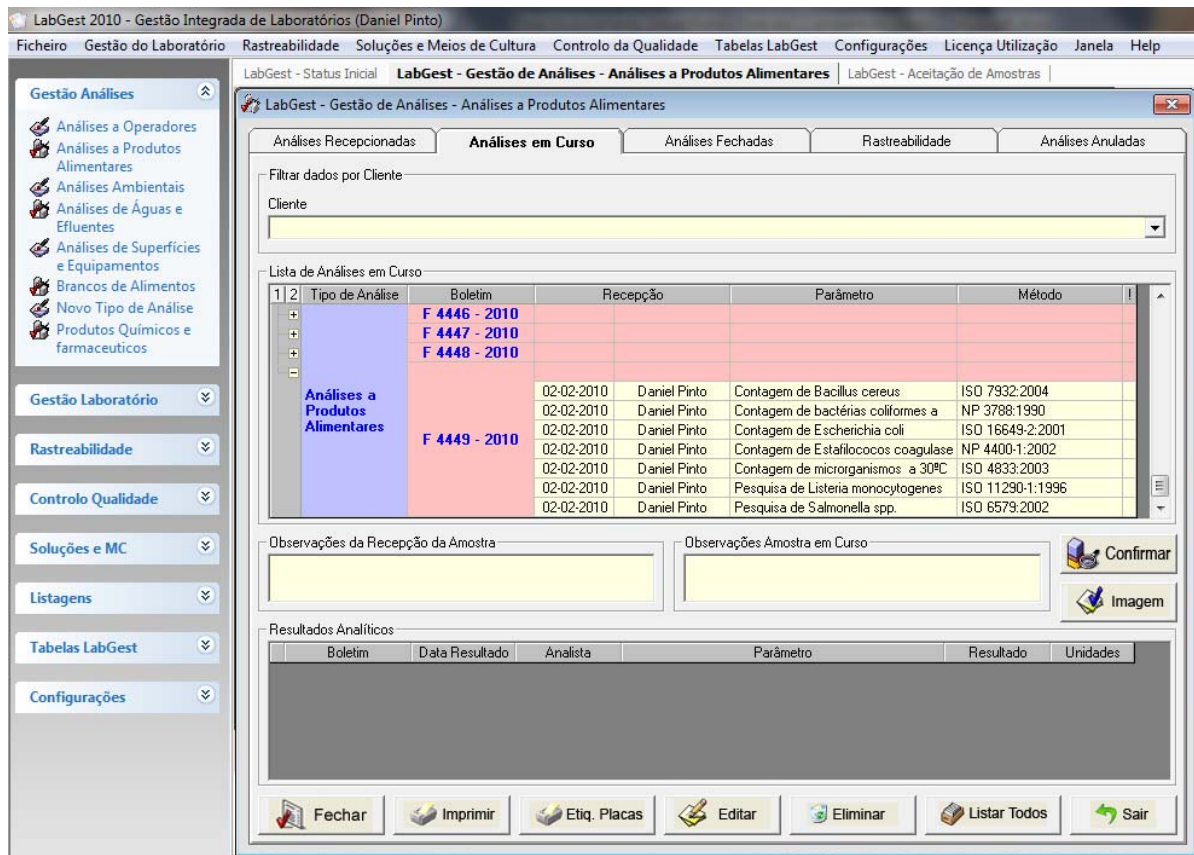 LabGest 2010 - Gestão Integrada de Laboratórios (Daniel Pinto)
Ficheiro Gestão do Laboratório Rastreabilidade Soluções e Meios de Cultura Controlo da Qualidade Tabelas LabGest Configurações Licença Utilização Janela Help
LabGest - Status Inicial LabGest - Gestão de Análises - Análises a Produtos Alimentares LabGest - Aceitação de Amostras
Gestão Análises
Análises a Operadores
Análises a Produtos
Alimentares
Análises Ambientais
Análises de Águas e
Efluentes
Análises de Superfícies
e Equipamentos
Brancos de Alimentos
Novo Tipo de Análise
Produtos Químicos e
farmaceuticos
Gestão Laboratório
Rastreabilidade
Controlo Qualidade
Soluções e MC
Listagens
Tabelas LabGest
Configurações
LabGest - Gestão de Análises - Análises a Produtos Alimentares
Análises Recepcionadas Análises em Curso Análises Fechadas Rastreabilidade Análises Anuladas
Filtrar dados por Cliente
Cliente
Lista de Análises em Curso
1 2 Tipo de Análise Boletim Recepção Parâmetro Método !
F 4446 - 2010
F 4447 - 2010
F 4448 - 2010
Análises a
Produtos
Alimentares
F 4449 - 2010
02-02-2010 Daniel Pinto Contagem de Bacillus cereus ISO 7932:2004
02-02-2010 Daniel Pinto Contagem de bactérias coliformes a NP 3788:1990
02-02-2010 Daniel Pinto Contagem de Escherichia coli ISO 16649-2:2001
02-02-2010 Daniel Pinto Contagem de Estafilococos coagulase NP 4400-1:2002
02-02-2010 Daniel Pinto Contagem de microrganismos a 30ºC ISO 4833:2003
02-02-2010 Daniel Pinto Pesquisa de Listeria monocytogenes ISO 11290-1:1996
02-02-2010 Daniel Pinto Pesquisa de Salmonella spp. ISO 6579:2002
Observações da Recepção da Amostra Observações Amostra em Curso
Confirmar
Imagem
Resultados Analíticos
Boletim Data Resultado Analista Parâmetro Resultado Unidades
Fechar Imprimir Etiq. Placas Editar Eliminar Listar Todos Sair